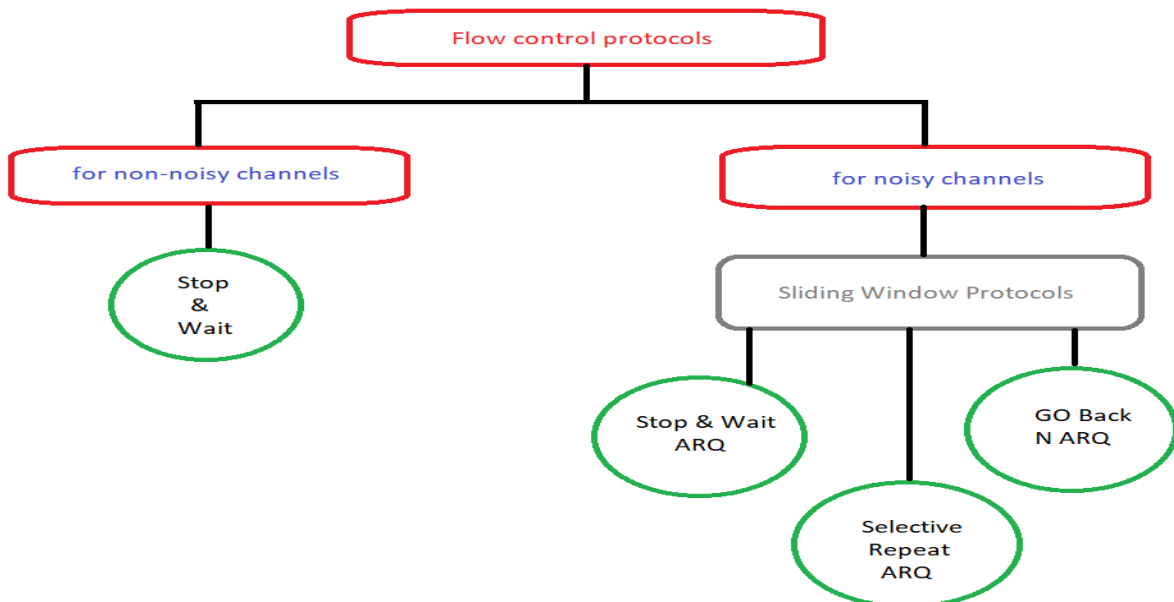 Flow control protocols
for non-noisy channels
for noisy channels
Stop
&
Wait
Sliding Window Protocols
Stop & Wait
ARQ
GO Back
N ARQ
Selective
Repeat
ARQ